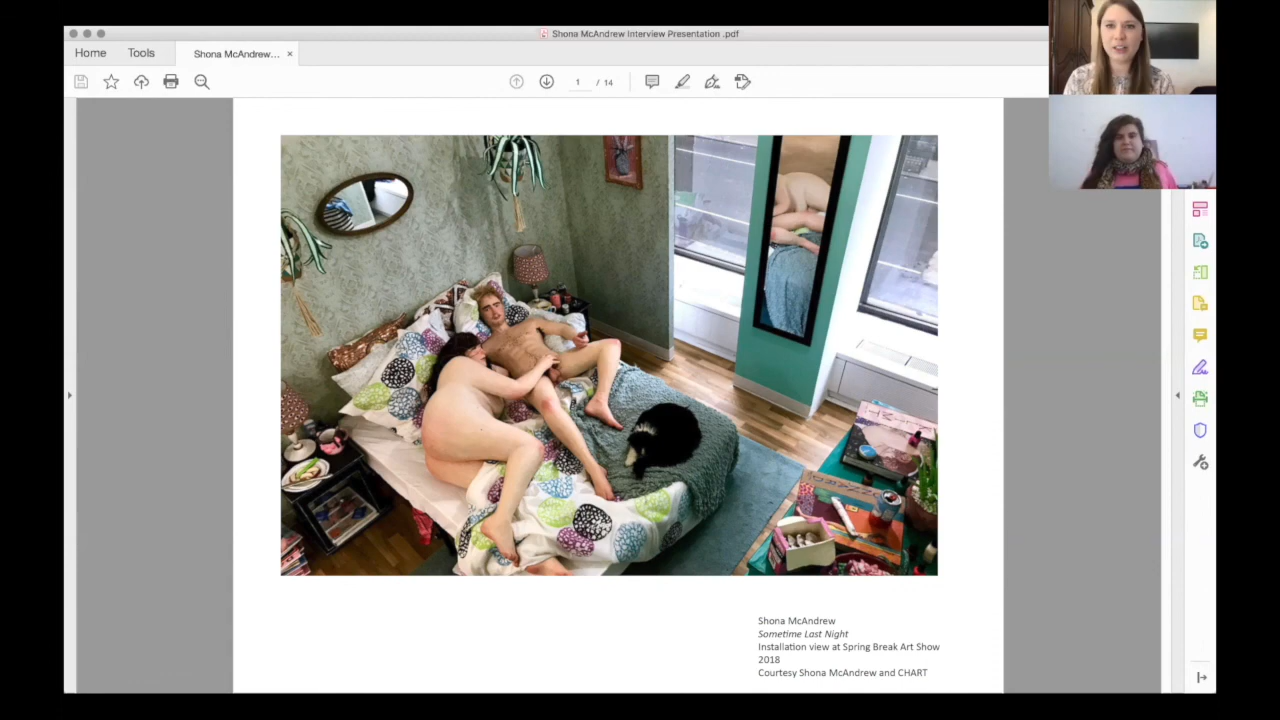 Shona McAndrew Interview Presentation .pdf
Home Tools Shona McAndrew... ×
1 / 14
Shona McAndrew
Sometime Last Night
Installation view at Spring Break Art Show
2018
Courtesy Shona McAndrew and CHART